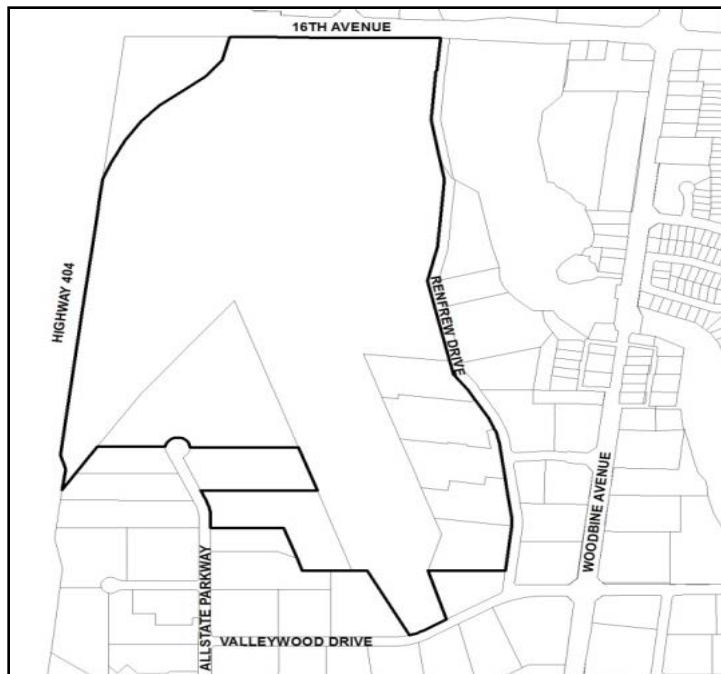 16TH AVENUE
HIGHWAY 404
RENFREW DRIVE
WOODBINE AVENUE
ALLSTATE PARKWAY
VALLEYWOOD DRIVE